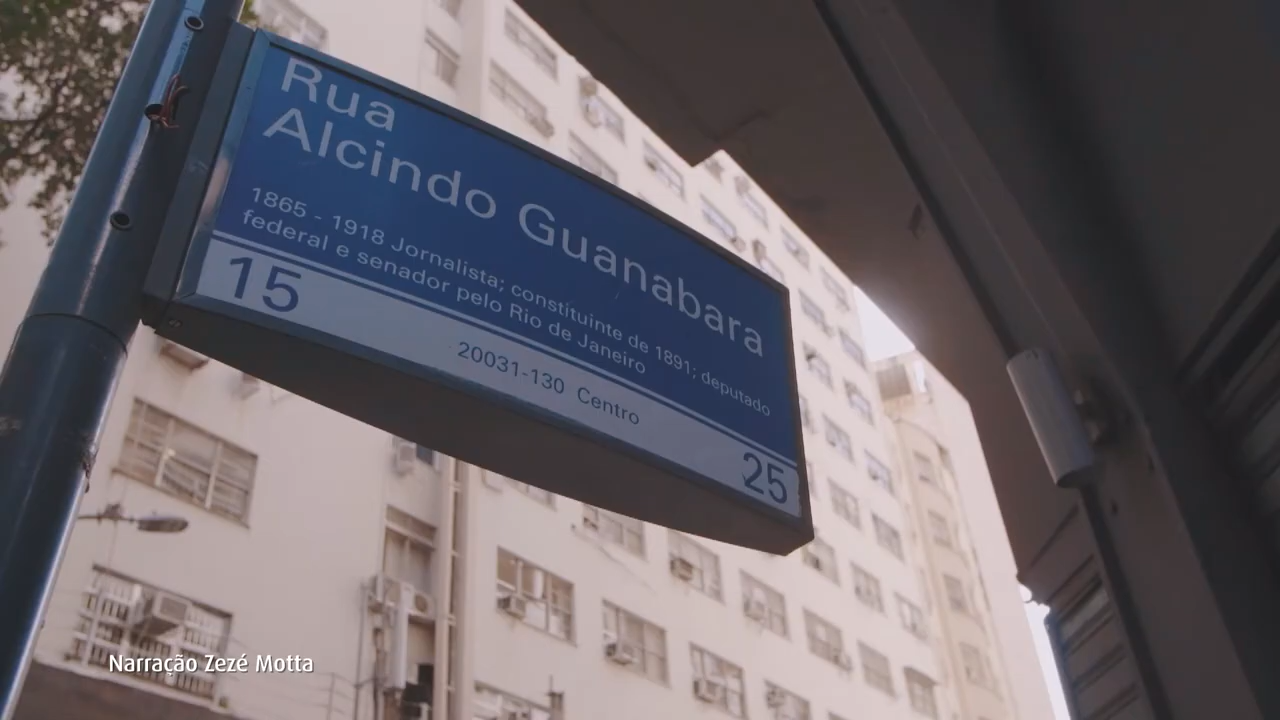 Rua
Alcindo Guanabara
1865 - 1918 Jornalista; constituinte de 1891; deputado
federal e senador pelo Rio de Janeiro
15
20031-130 Centro
25
Narração Zezé Motta